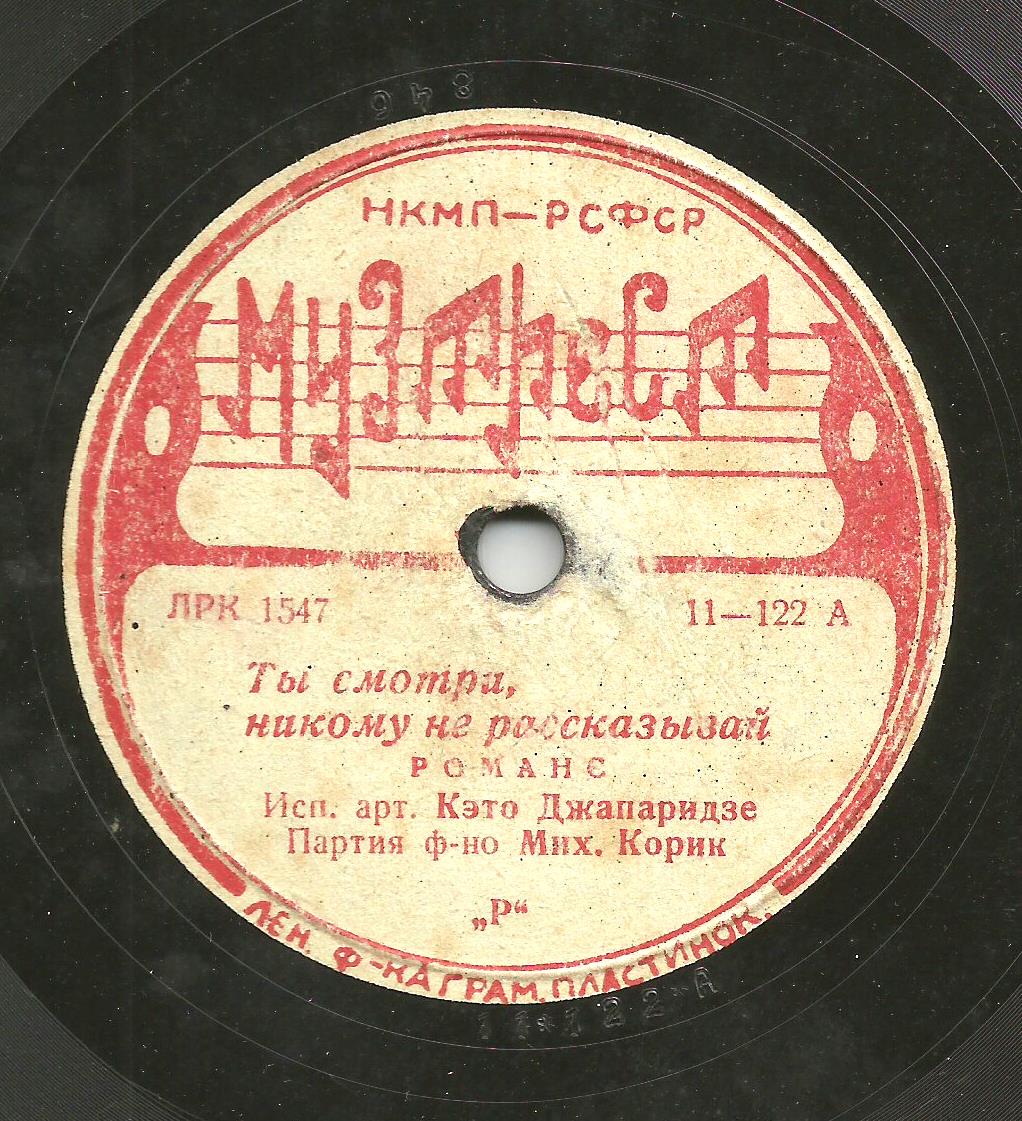 846
НКМП—РСФСР
Музпред
ЛРК 1547 11—122 А
Ты смотри,
никому не рассказывай
РОМАНС
Исп. арт. Кэто Джапаридзе
Партия ф-но Мих. Корик
„Р“
ЛЕН. Ф-КА ГРАМ. ПЛАСТИНОК.
11*122*А